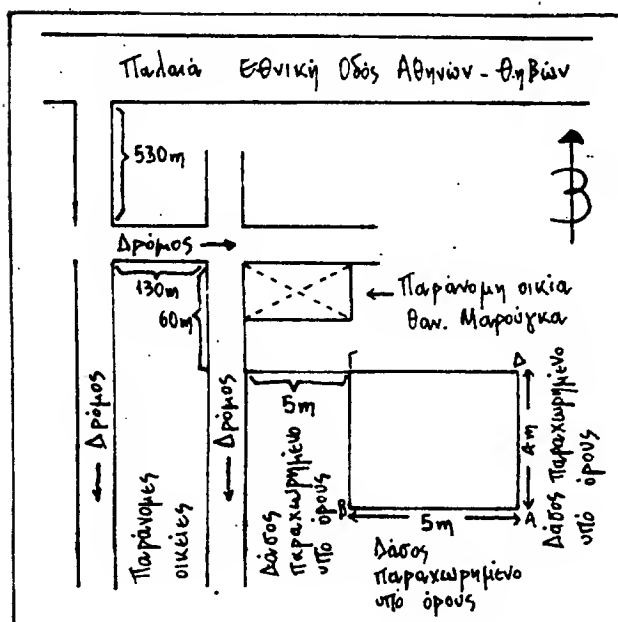 Παλαιά Εθνική Οδός Αθηνών - Θηβών
530m
Β
Δρόμος →
130m
60m
← Παράνομη οικία
Θαν. Μαρούγκα
Γ
Δ
5m
Δρόμος
Δρόμος
Παράνομες
οικίες
Δάσος
παραχωρημένο
υπό όρους
4m
Δάσος παραχωρημένο
υπό όρους
Β
5m
Α
Δάσος
παραχωρημένο
υπό όρους